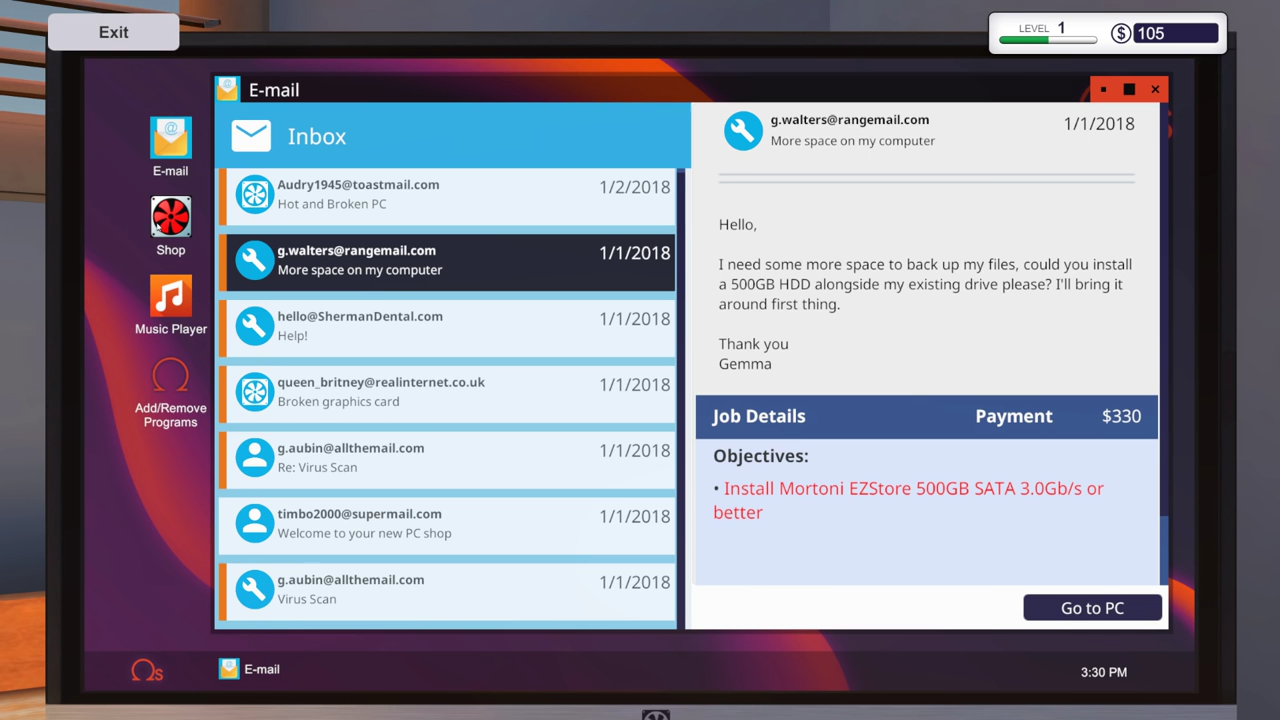 Exit
LEVEL 1
$ 105
E-mail
E-mail
Shop
Music Player
Add/Remove
Programs
Inbox
Audry1945@toastmail.com
1/2/2018
Hot and Broken PC
g.walters@rangemail.com
1/1/2018
More space on my computer
hello@ShermanDental.com
1/1/2018
Help!
queen_britney@realinternet.co.uk
1/1/2018
Broken graphics card
g.aubin@allthemail.com
1/1/2018
Re: Virus Scan
timbo2000@supermail.com
1/1/2018
Welcome to your new PC shop
g.aubin@allthemail.com
1/1/2018
Virus Scan
g.walters@rangemail.com
1/1/2018
More space on my computer
Hello,
I need some more space to back up my files, could you install
a 500GB HDD alongside my existing drive please? I'll bring it
around first thing.
Thank you
Gemma
Job Details Payment $330
Objectives:
• Install Mortoni EZStore 500GB SATA 3.0Gb/s or
better
Go to PC
Ωs
E-mail
3:30 PM